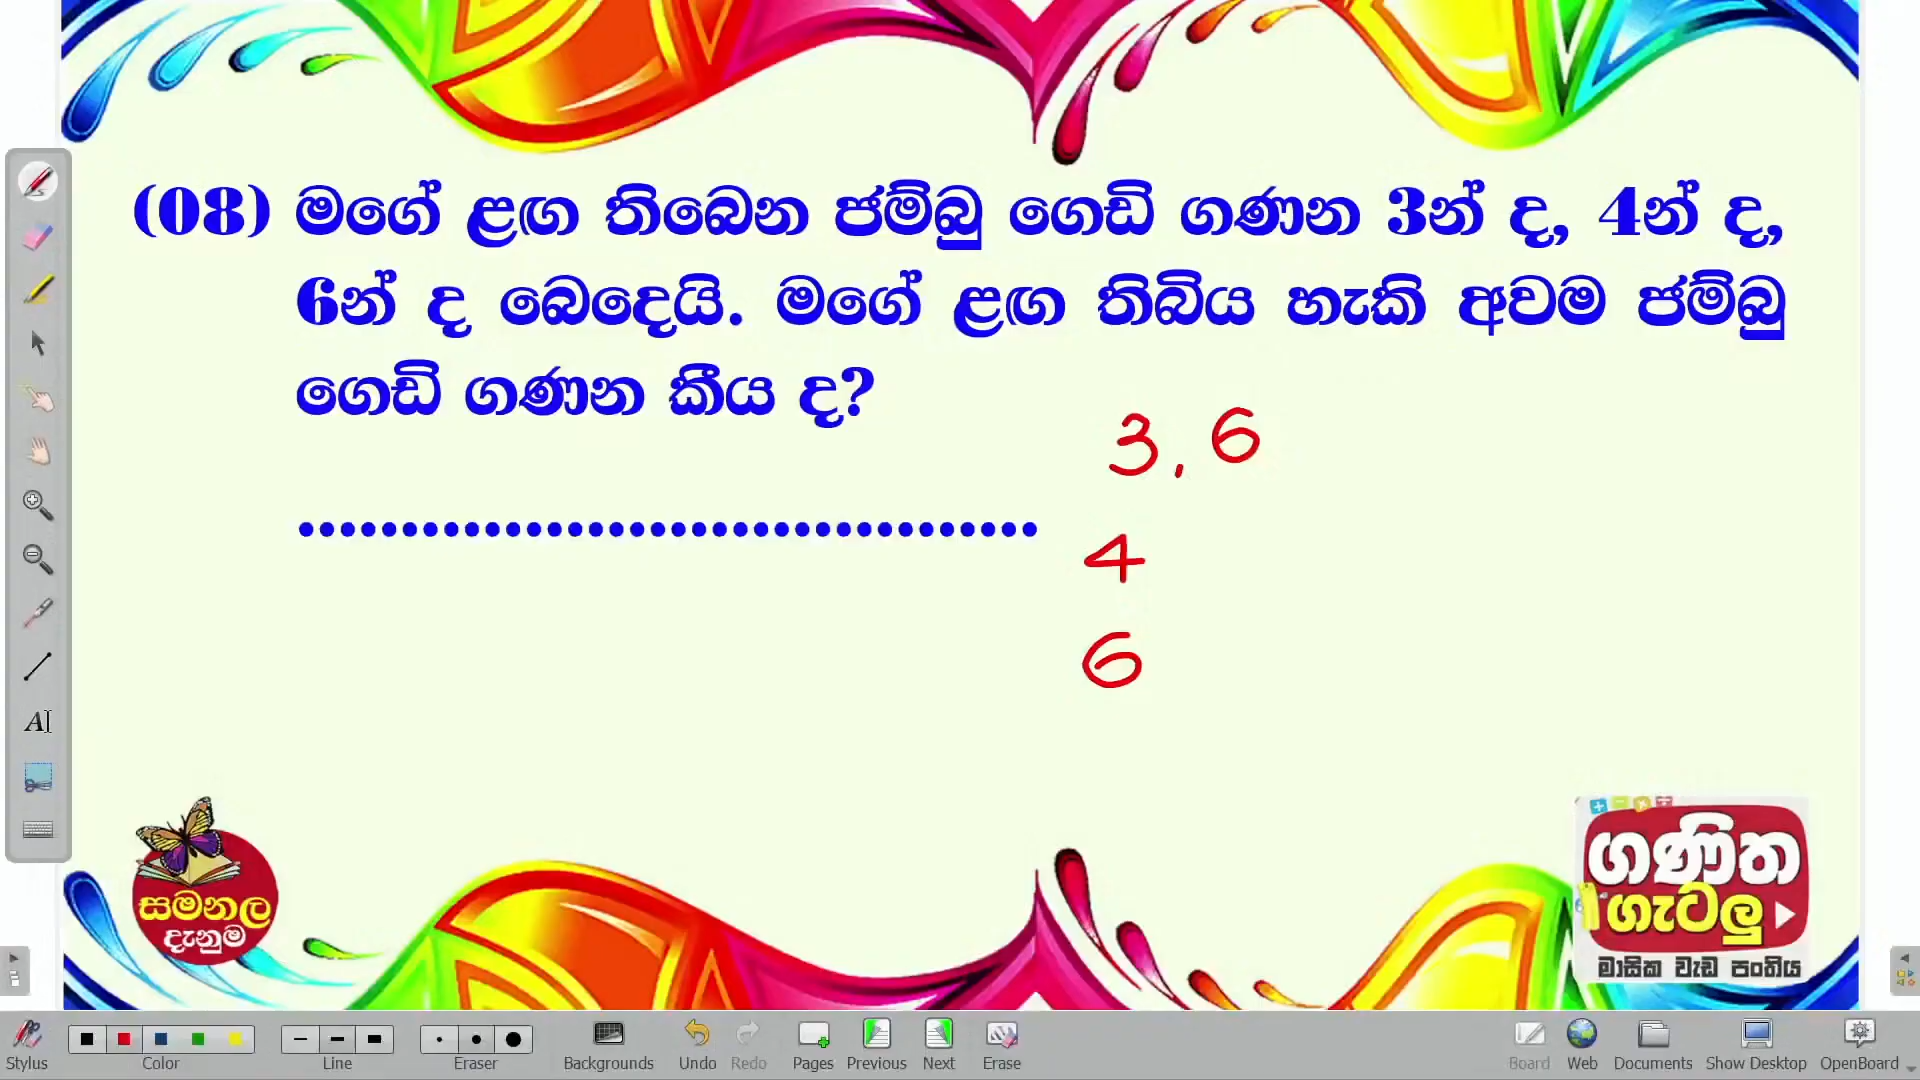 (08) මගේ ළඟ තිබෙන ජම්බු ගෙඩි ගණන 3න් ද, 4න් ද,
6න් ද බෙදෙයි. මගේ ළඟ තිබිය හැකි අවම ජම්බු
ගෙඩි ගණන කීය ද?
3, 6
....................................
4
6
සමනල
දැනුම
ගණිත
ගැටලු
මාසික වැඩ පංතිය
Stylus Color Line Eraser Backgrounds Undo Redo Pages Previous Next Erase Board Web Documents Show Desktop OpenBoard